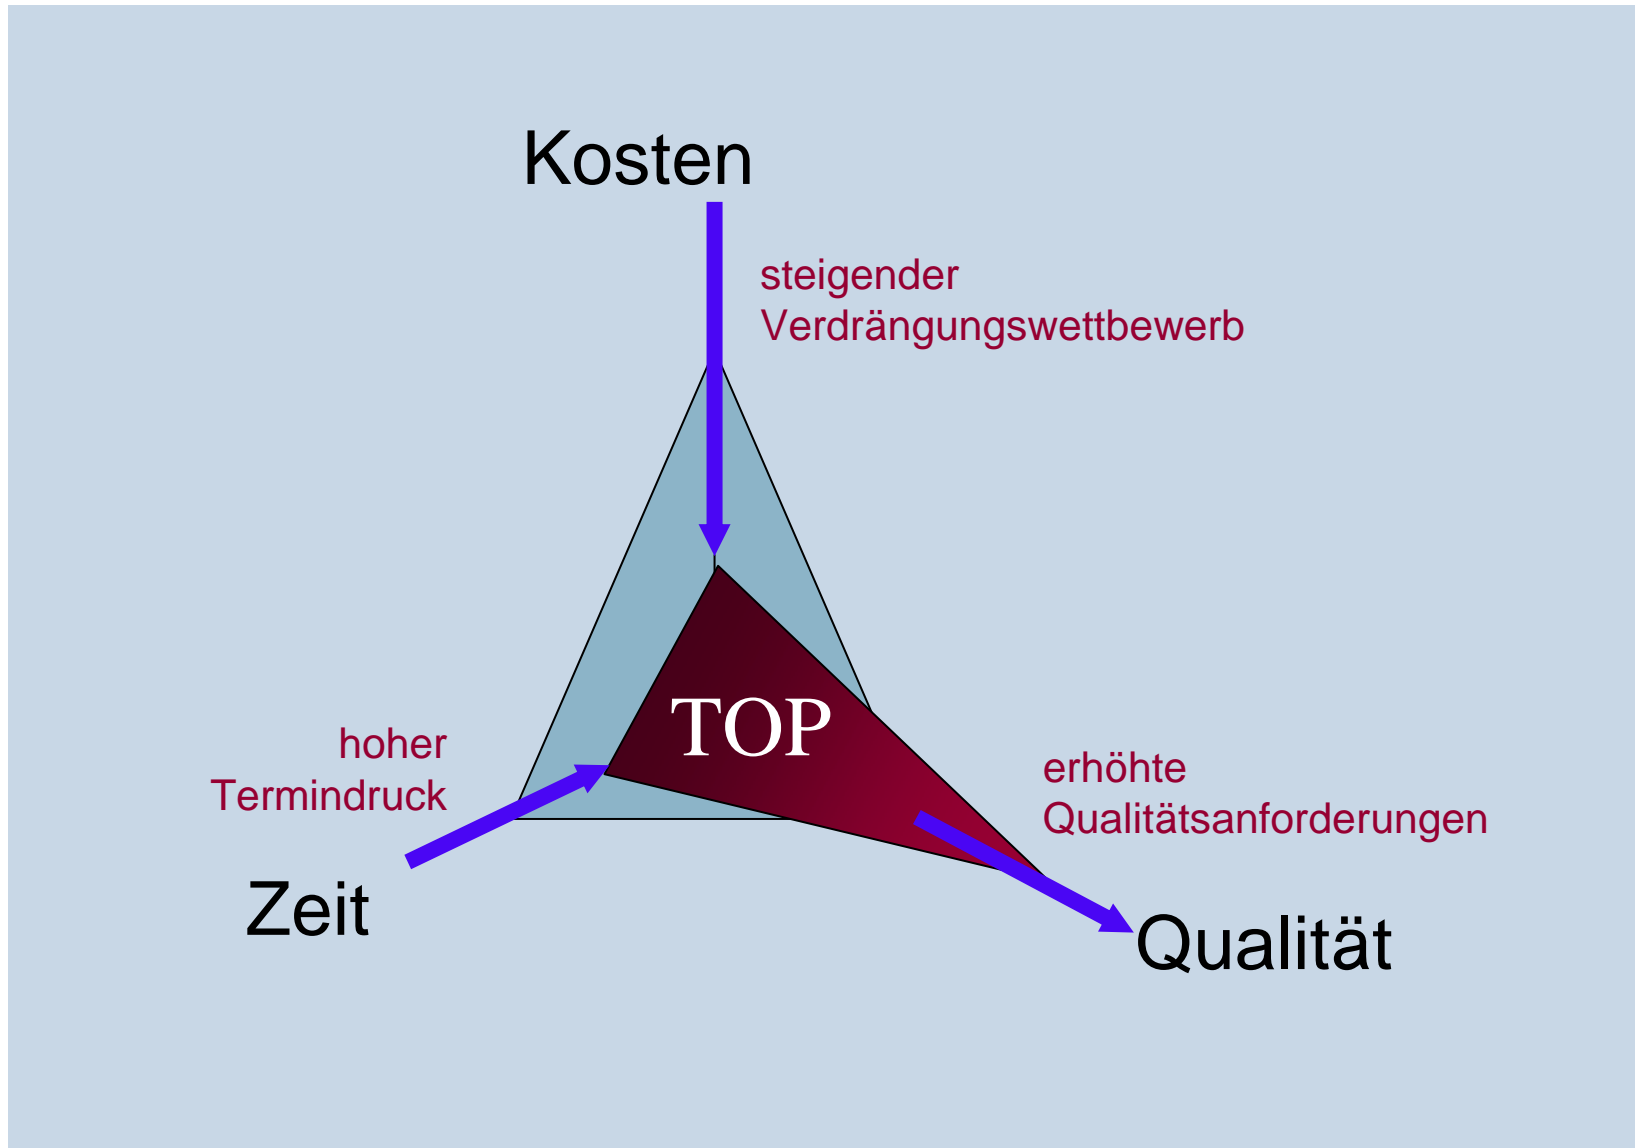 Kosten
steigender
Verdrängungswettbewerb
TOP
hoher
Termindruck
erhöhte
Qualitätsanforderungen
Zeit
Qualität